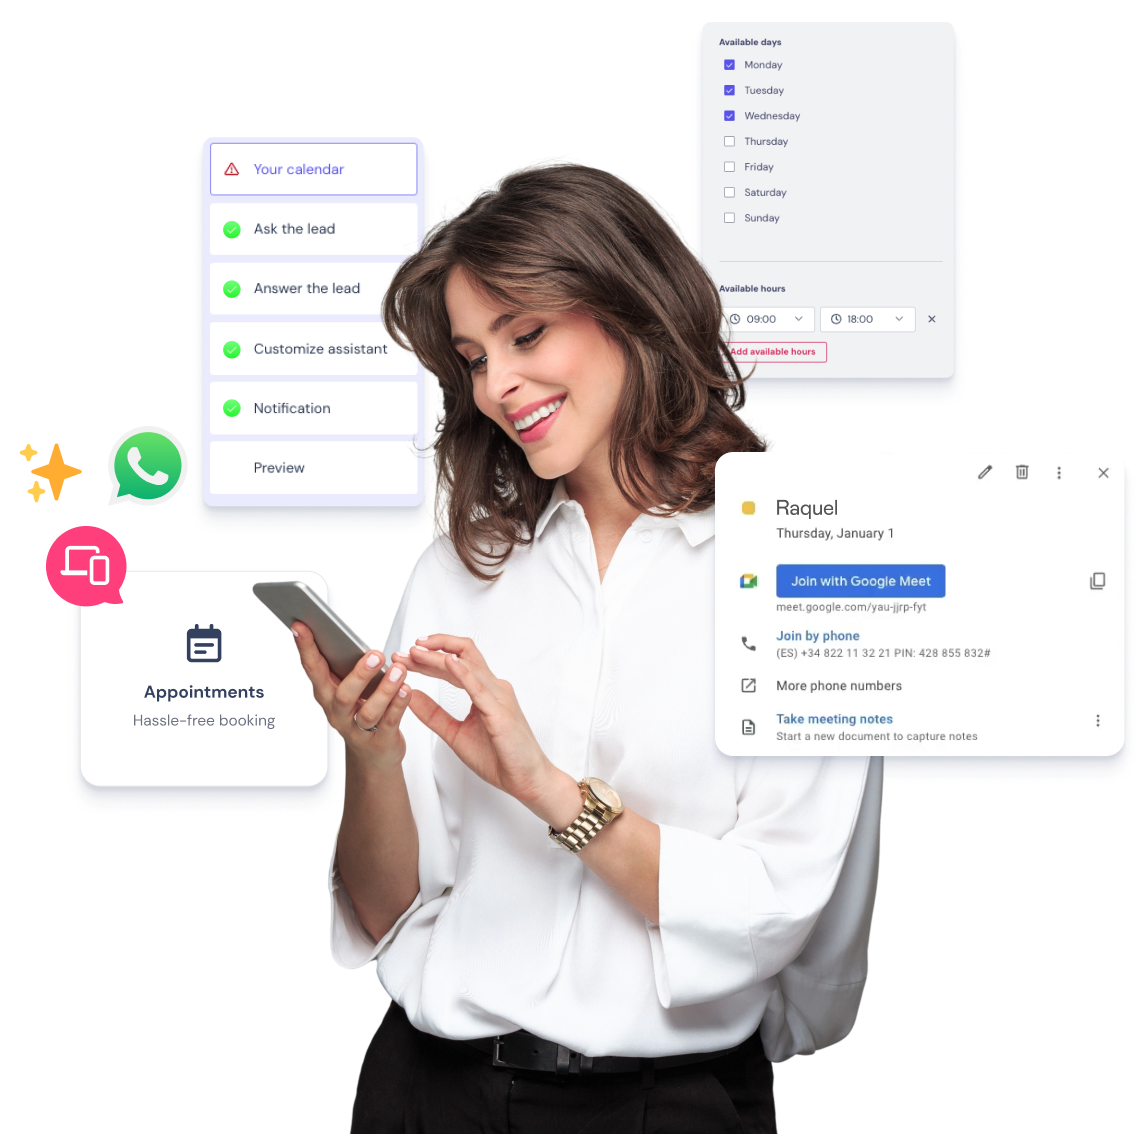 Available days
Monday
Tuesday
Wednesday
Thursday
Friday
Saturday
Sunday
Available hours
09:00
18:00
Add available hours
Your calendar
Ask the lead
Answer the lead
Customize assistant
Notification
Preview
Raquel
Thursday, January 1
Join with Google Meet
meet.google.com/yau-jjrp-fyt
Join by phone
(ES) +34 822 11 32 21 PIN: 428 855 832#
More phone numbers
Take meeting notes
Start a new document to capture notes
Appointments
Hassle-free booking